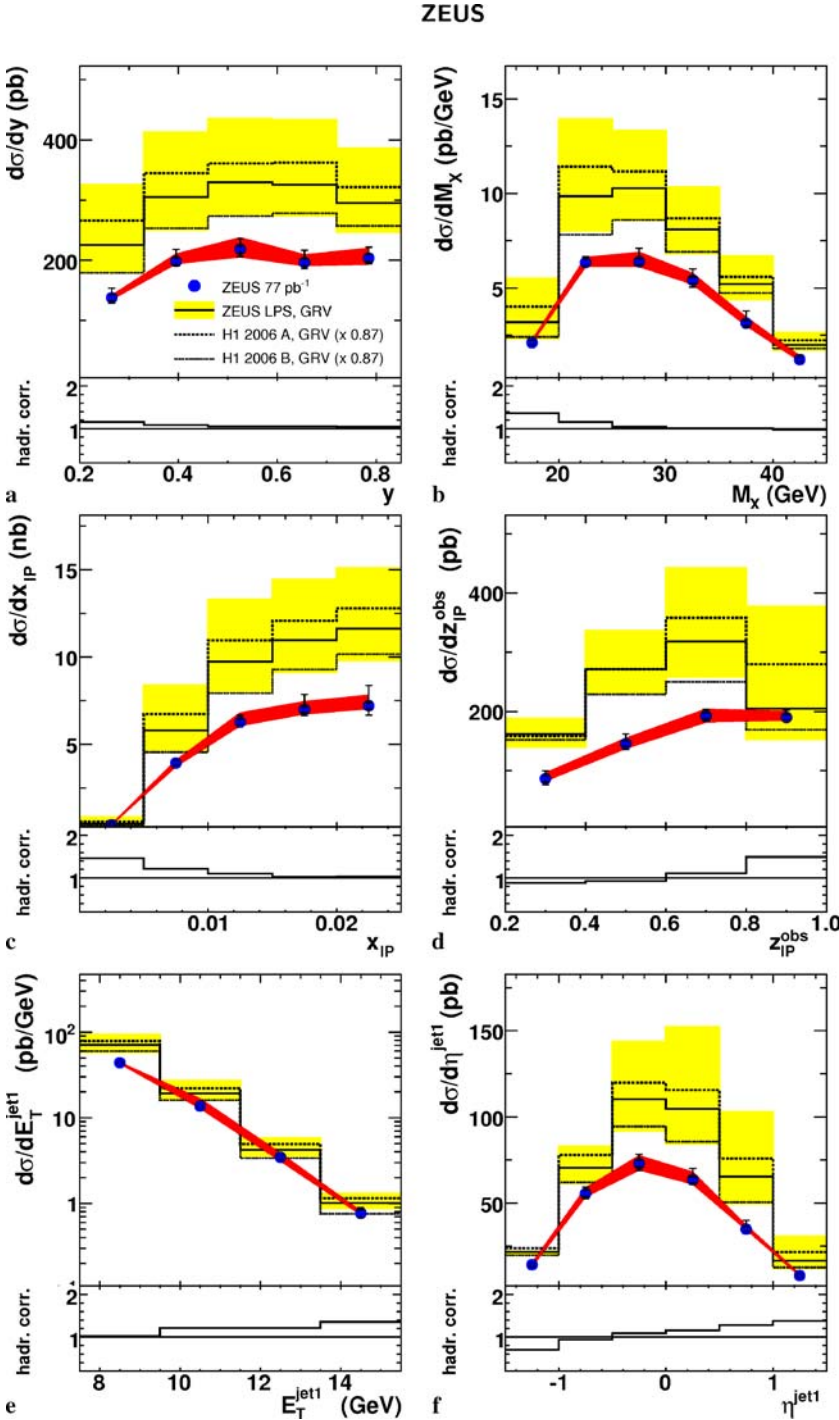 ZEUS
dσ/dy (pb)
400
200
ZEUS 77 pb⁻¹
ZEUS LPS, GRV
H1 2006 A, GRV (x 0.87)
H1 2006 B, GRV (x 0.87)
hadr. corr.
2
1
0.2 0.4 0.6 0.8
a
y
dσ/dM_X (pb/GeV)
15
10
5
hadr. corr.
2
1
20 30 40
b
M_X (GeV)
dσ/dx_IP (nb)
15
10
5
hadr. corr.
2
1
0.01 0.02
c
x_IP
dσ/dz_IP^obs (pb)
400
200
hadr. corr.
2
1
0.2 0.4 0.6 0.8 1.0
d
z_IP^obs
dσ/dE_T^jet1 (pb/GeV)
10²
10
1
hadr. corr.
2
1
8 10 12 14
e
E_T^jet1 (GeV)
dσ/dη^jet1 (pb)
150
100
50
hadr. corr.
2
1
-1 0 1
f
η^jet1